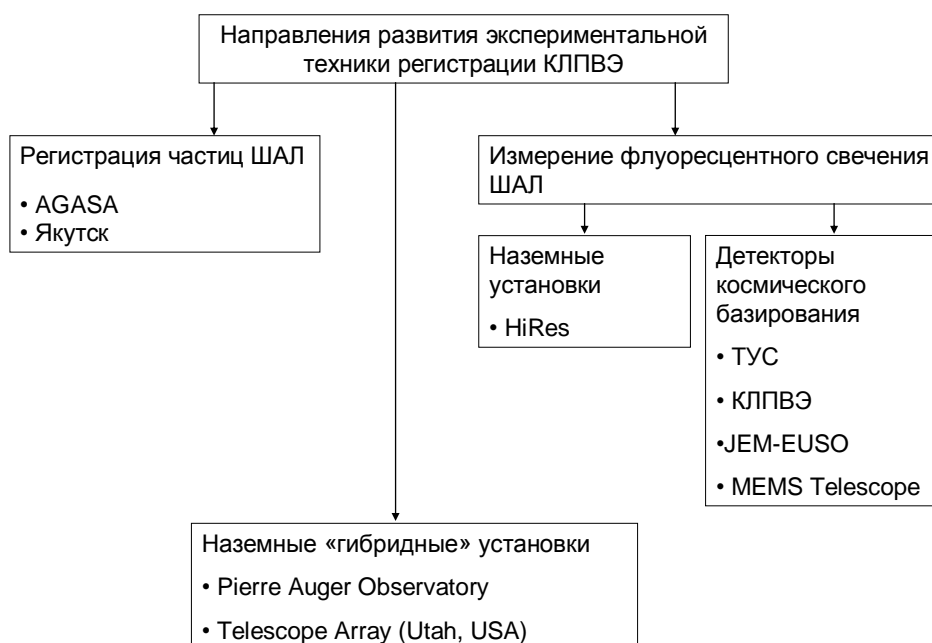 Направления развития экспериментальной
техники регистрации КЛПВЭ
Регистрация частиц ШАЛ
• AGASA
• Якутск
Измерение флуоресцентного свечения
ШАЛ
Наземные
установки
• HiRes
Детекторы
космического
базирования
• ТУС
• КЛПВЭ
•JEM-EUSO
• MEMS Telescope
Наземные «гибридные» установки
• Pierre Auger Observatory
• Telescope Array (Utah, USA)